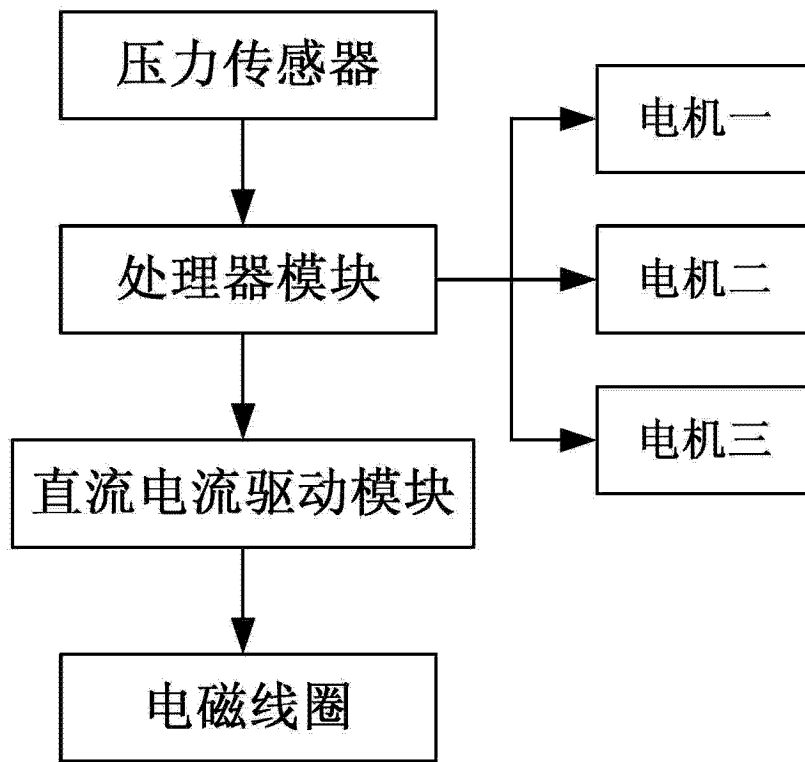 压力传感器
处理器模块
直流电流驱动模块
电磁线圈
电机一
电机二
电机三